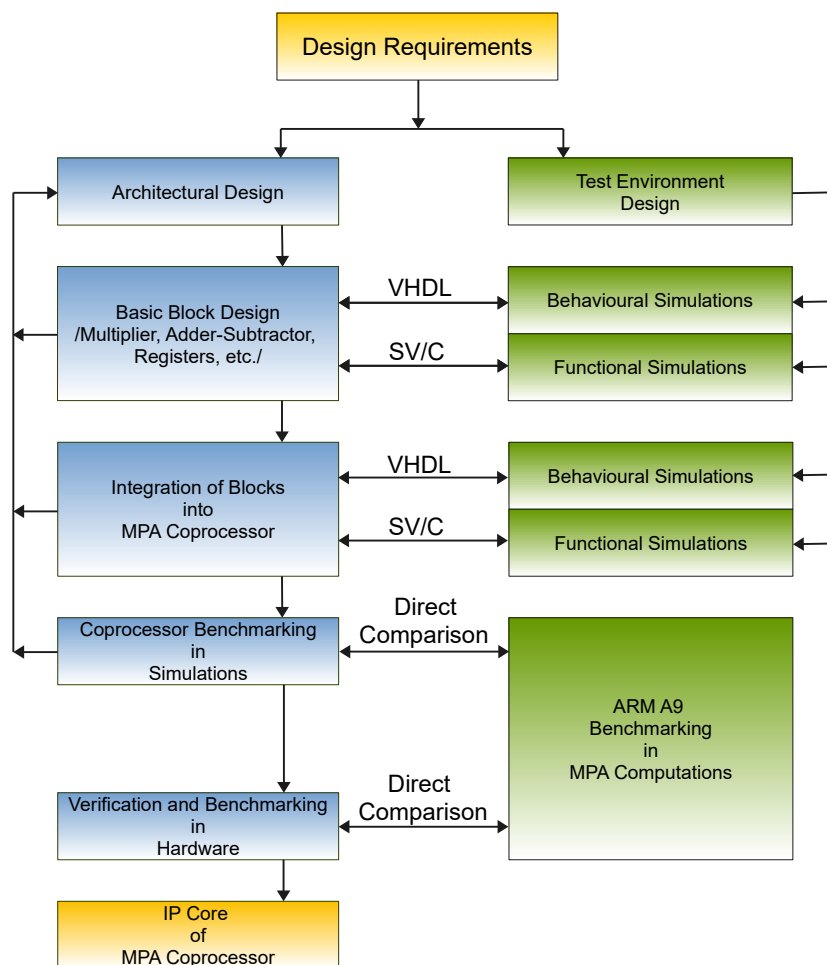 Design Requirements
Architectural Design
Test Environment
Design
Basic Block Design
/Multiplier, Adder-Subtractor,
Registers, etc./
VHDL
Behavioural Simulations
SV/C
Functional Simulations
Integration of Blocks
into
MPA Coprocessor
VHDL
Behavioural Simulations
SV/C
Functional Simulations
Coprocessor Benchmarking
in
Simulations
Direct
Comparison
ARM A9
Benchmarking
in
MPA Computations
Verification and Benchmarking
in
Hardware
Direct
Comparison
IP Core
of
MPA Coprocessor